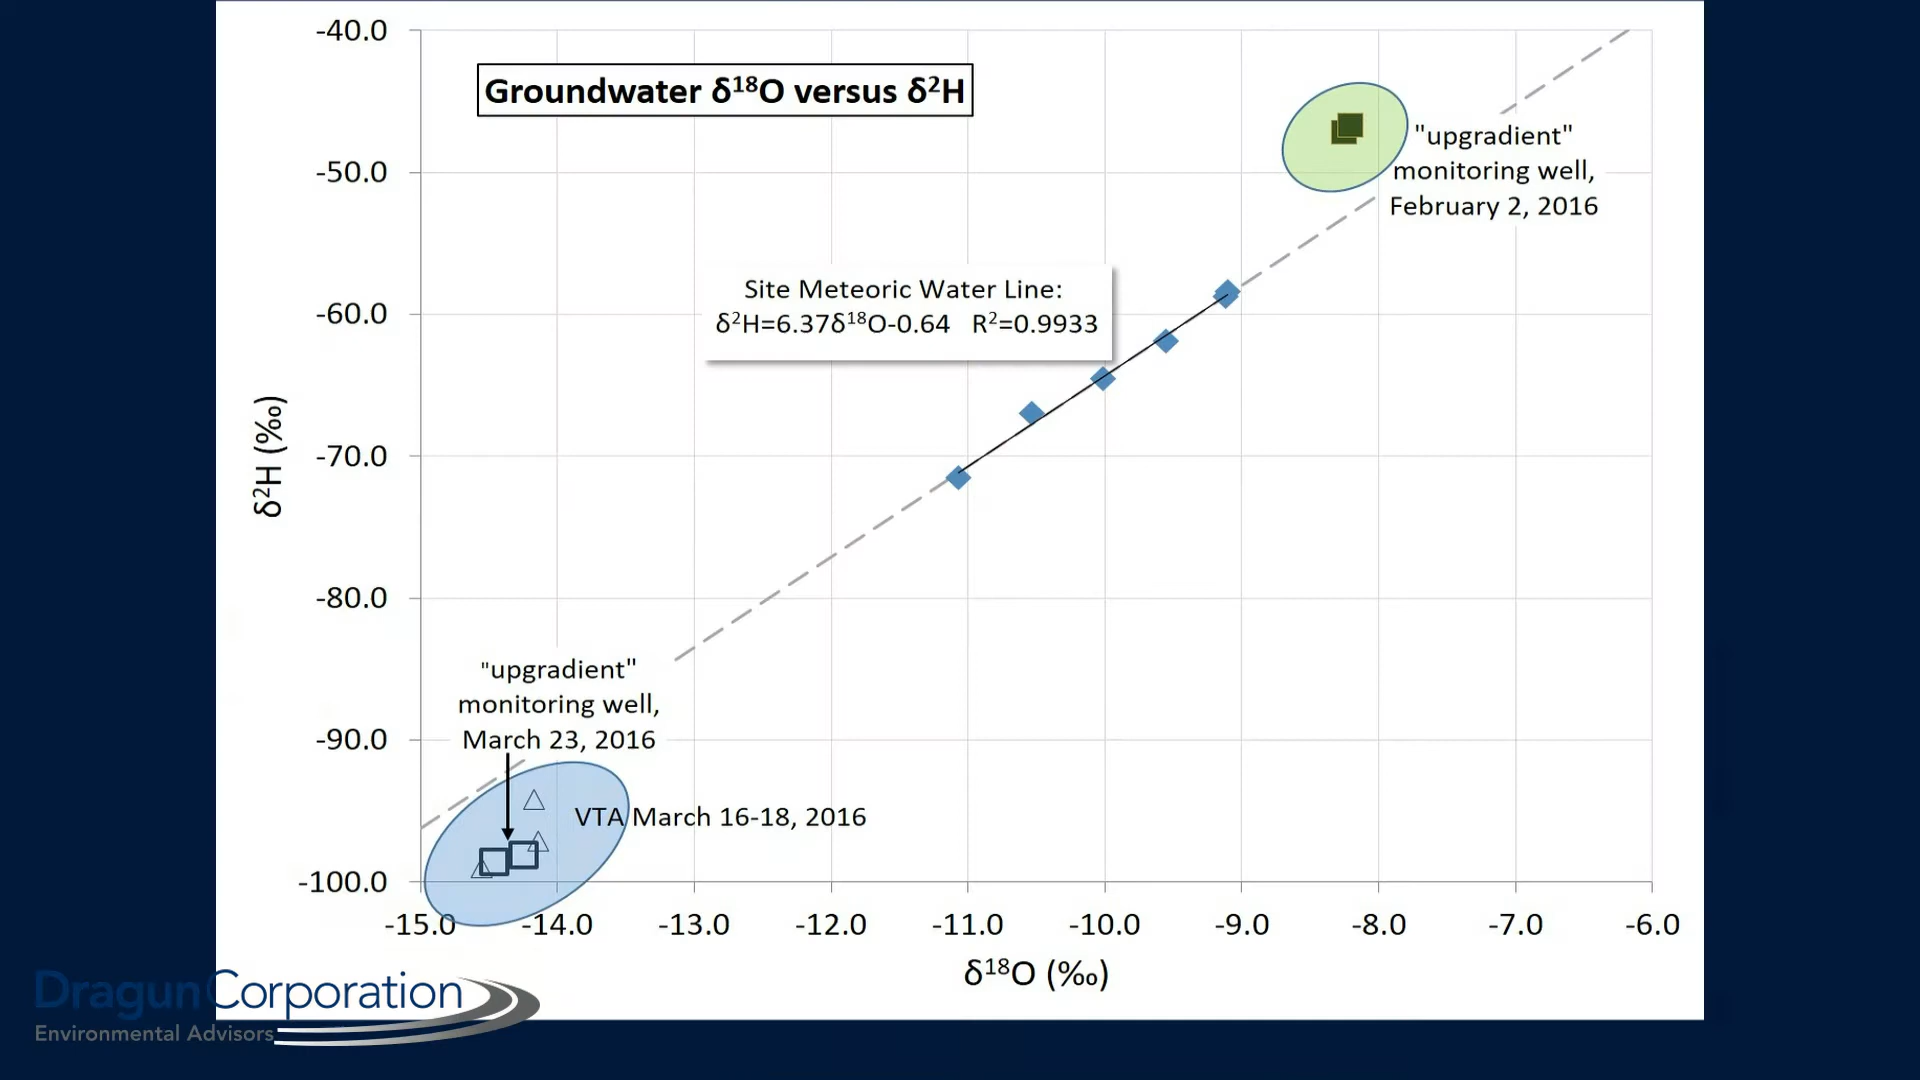 Groundwater δ¹⁸O versus δ²H
-40.0
-50.0
-60.0
-70.0
-80.0
-90.0
-100.0
δ²H (‰)
"upgradient"
monitoring well,
February 2, 2016
Site Meteoric Water Line:
δ²H=6.37δ¹⁸O-0.64 R²=0.9933
"upgradient"
monitoring well,
March 23, 2016
VTA March 16-18, 2016
-15.0 -14.0 -13.0 -12.0 -11.0 -10.0 -9.0 -8.0 -7.0 -6.0
δ¹⁸O (‰)
DragunCorporation
Environmental Advisors